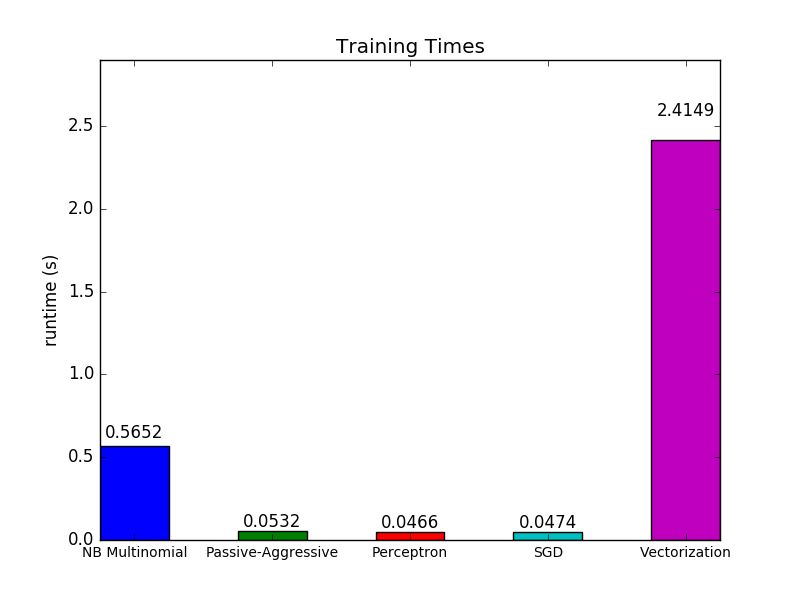 Training Times
runtime (s)
2.5
2.0
1.5
1.0
0.5
0.0
0.5652
0.0532
0.0466
0.0474
2.4149
NB Multinomial
Passive-Aggressive
Perceptron
SGD
Vectorization